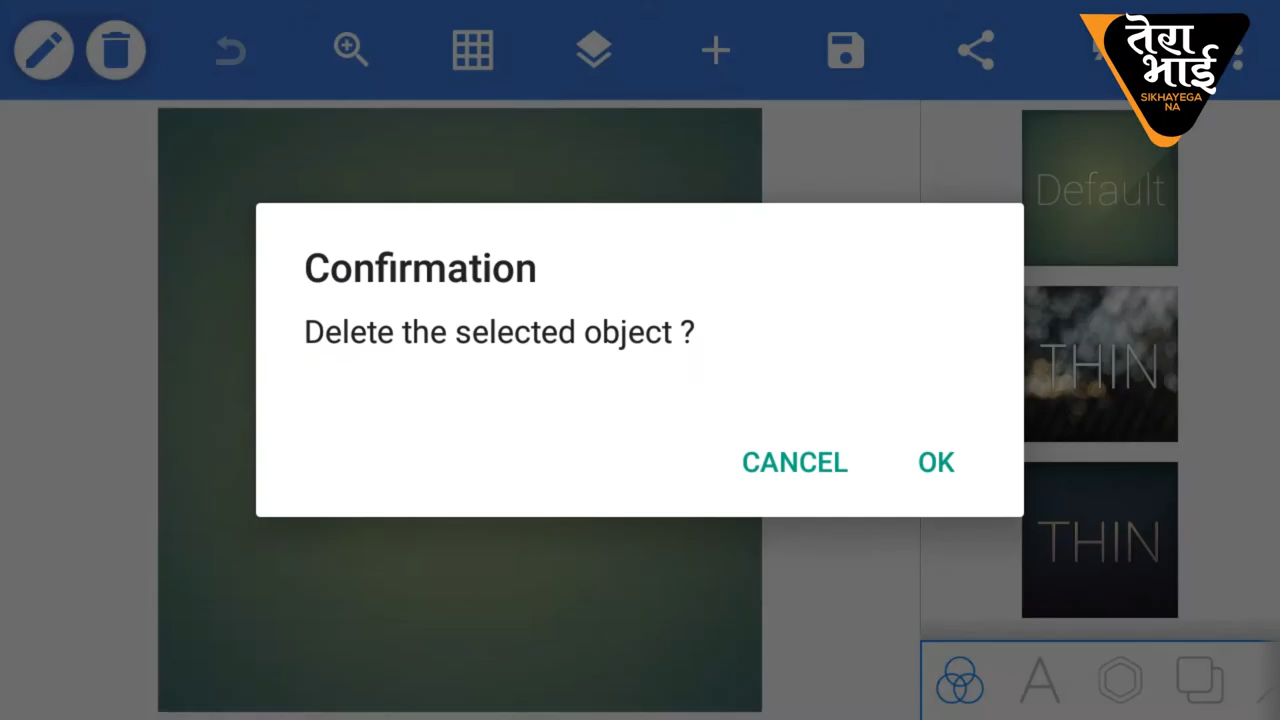 तेरा
भाई
SIKHAYEGA
NA
Default
Confirmation
Delete the selected object ?
THIN
CANCEL
OK
THIN